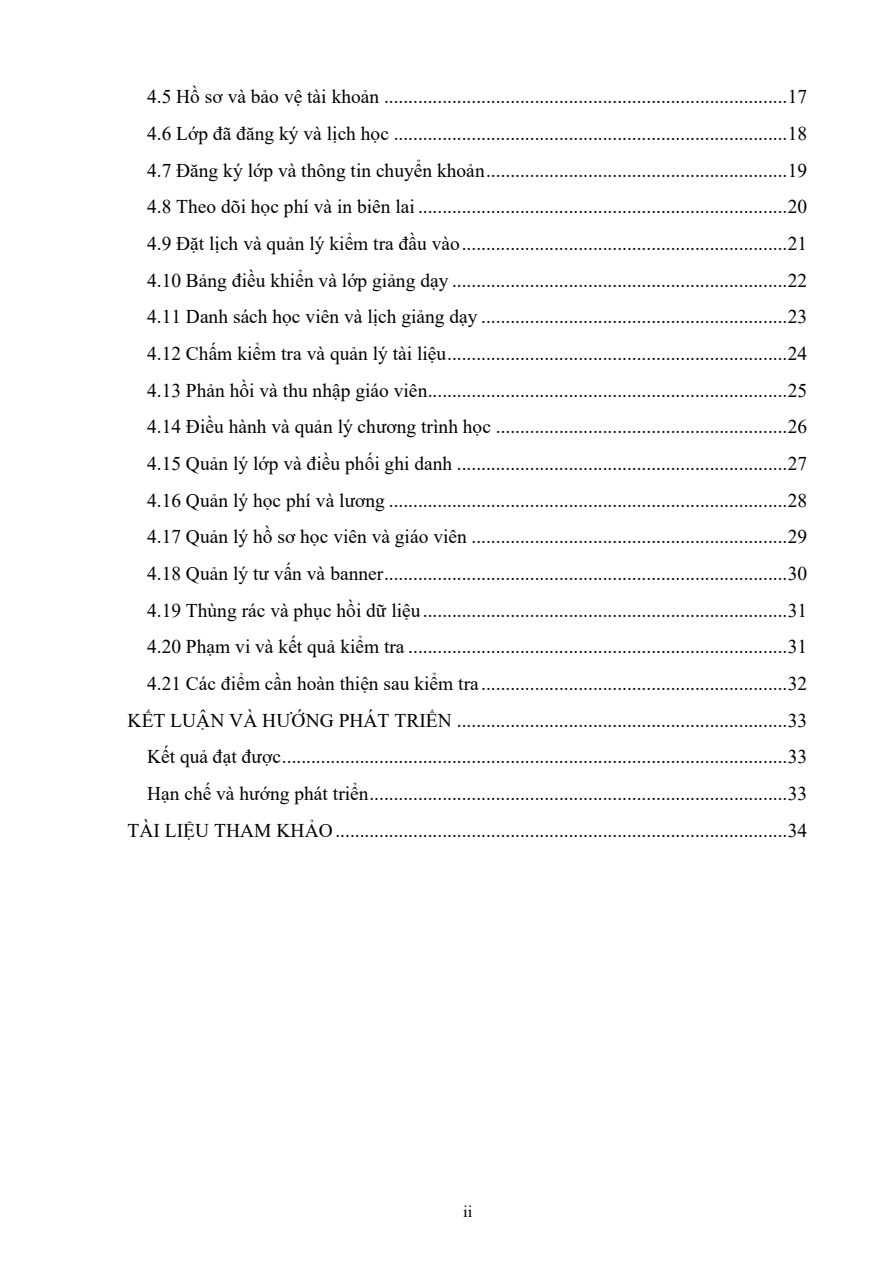 4.5 Hồ sơ và bảo vệ tài khoản ....................................................................................17
4.6 Lớp đã đăng ký và lịch học ..................................................................................18
4.7 Đăng ký lớp và thông tin chuyển khoản...............................................................19
4.8 Theo dõi học phí và in biên lai .............................................................................20
4.9 Đặt lịch và quản lý kiểm tra đầu vào....................................................................21
4.10 Bảng điều khiển và lớp giảng dạy ......................................................................22
4.11 Danh sách học viên và lịch giảng dạy ................................................................23
4.12 Chấm kiểm tra và quản lý tài liệu.......................................................................24
4.13 Phản hồi và thu nhập giáo viên...........................................................................25
4.14 Điều hành và quản lý chương trình học .............................................................26
4.15 Quản lý lớp và điều phối ghi danh .....................................................................27
4.16 Quản lý học phí và lương ...................................................................................28
4.17 Quản lý hồ sơ học viên và giáo viên ..................................................................29
4.18 Quản lý tư vấn và banner....................................................................................30
4.19 Thùng rác và phục hồi dữ liệu............................................................................31
4.20 Phạm vi và kết quả kiểm tra ...............................................................................31
4.21 Các điểm cần hoàn thiện sau kiểm tra................................................................32
KẾT LUẬN VÀ HƯỚNG PHÁT TRIỂN .....................................................................33
Kết quả đạt được.........................................................................................................33
Hạn chế và hướng phát triển.......................................................................................33
TÀI LIỆU THAM KHẢO..............................................................................................34
ii